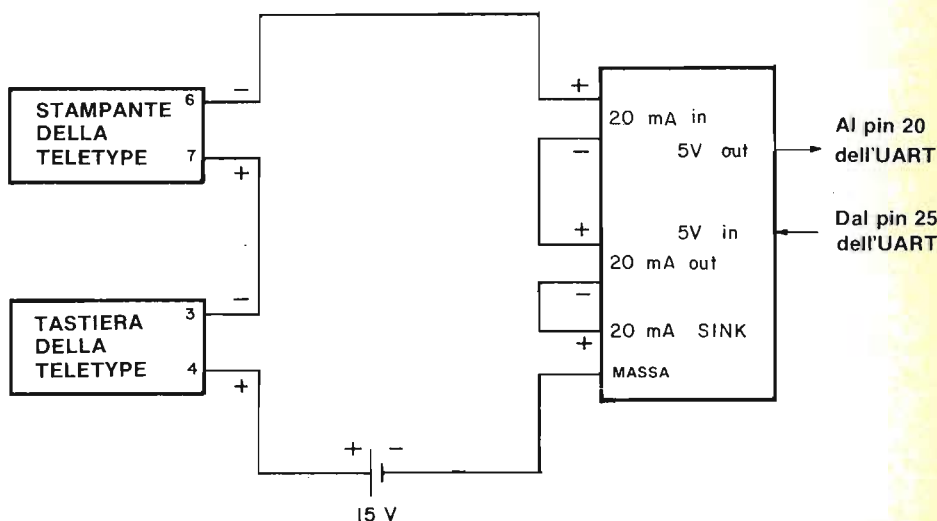 STAMPANTE
DELLA
TELETYPE
6
7
−
+
TASTIERA
DELLA
TELETYPE
3
4
−
+
+ −
15 V
+
20 mA in
−
5V out
+
5V in
20 mA out
−
20 mA SINK
+
MASSA
Al pin 20
dell'UART
Dal pin 25
dell'UART